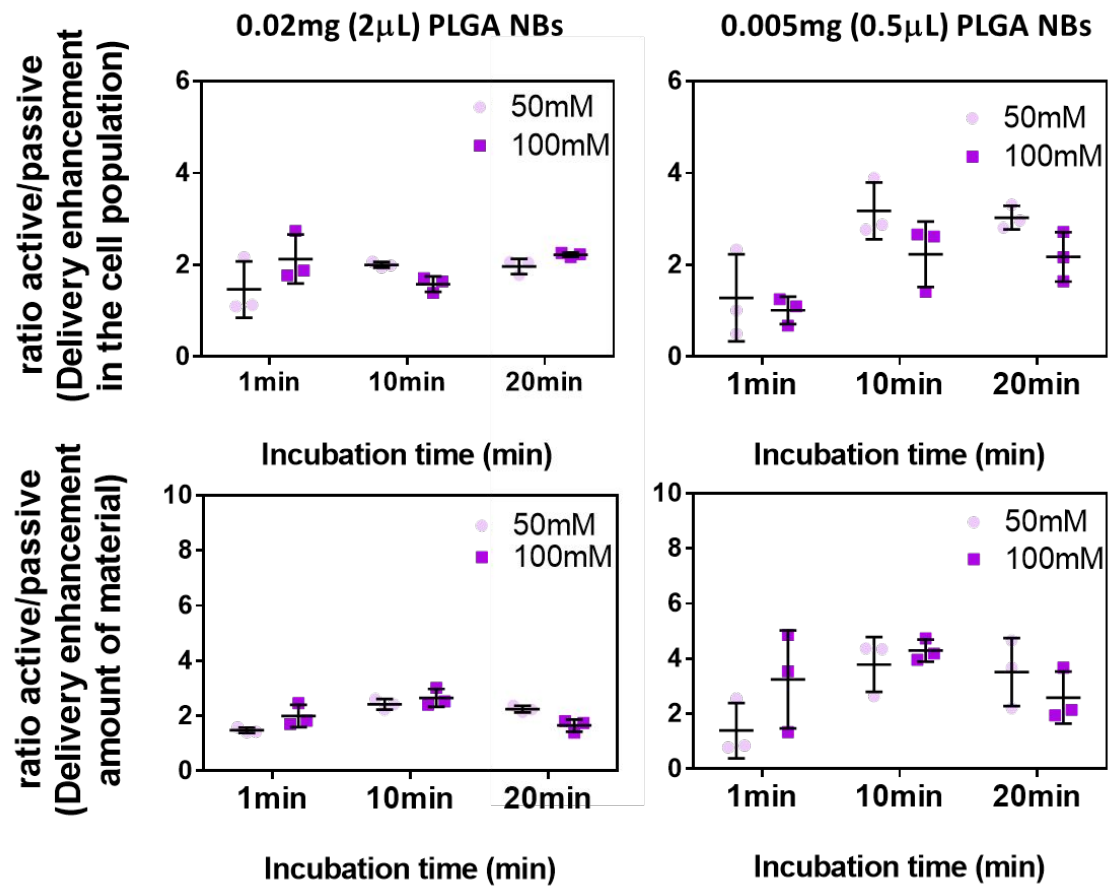 0.02mg (2μL) PLGA NBs
0.005mg (0.5μL) PLGA NBs
ratio active/passive
(Delivery enhancement
in the cell population)
6
4
2
0
50mM
100mM
1min
10min
20min
Incubation time (min)
6
4
2
0
50mM
100mM
1min
10min
20min
Incubation time (min)
ratio active/passive
(Delivery enhancement
amount of material)
10
8
6
4
2
0
50mM
100mM
1min
10min
20min
Incubation time (min)
10
8
6
4
2
0
50mM
100mM
1min
10min
20min
Incubation time (min)